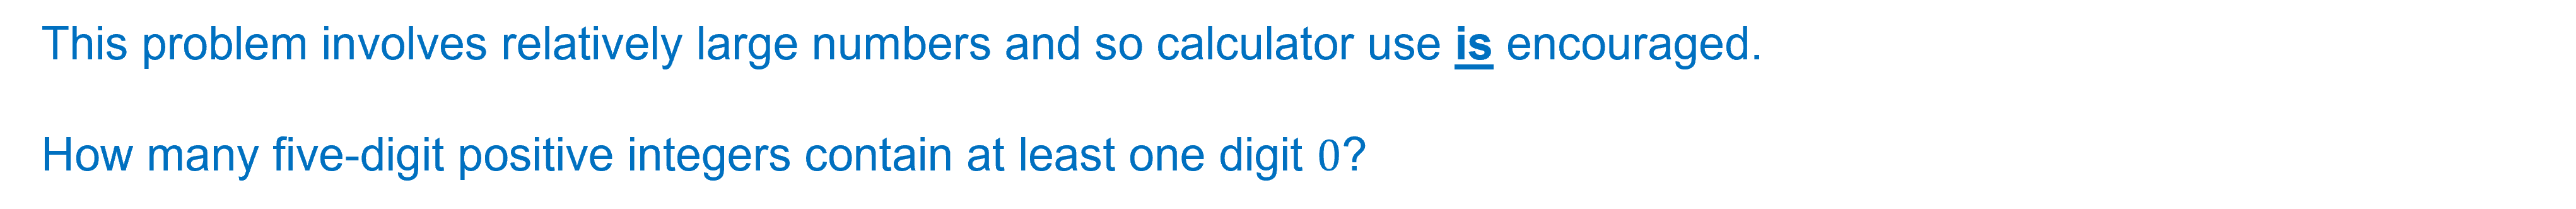 This problem involves relatively large numbers and so calculator use is encouraged.
How many five-digit positive integers contain at least one digit 0?